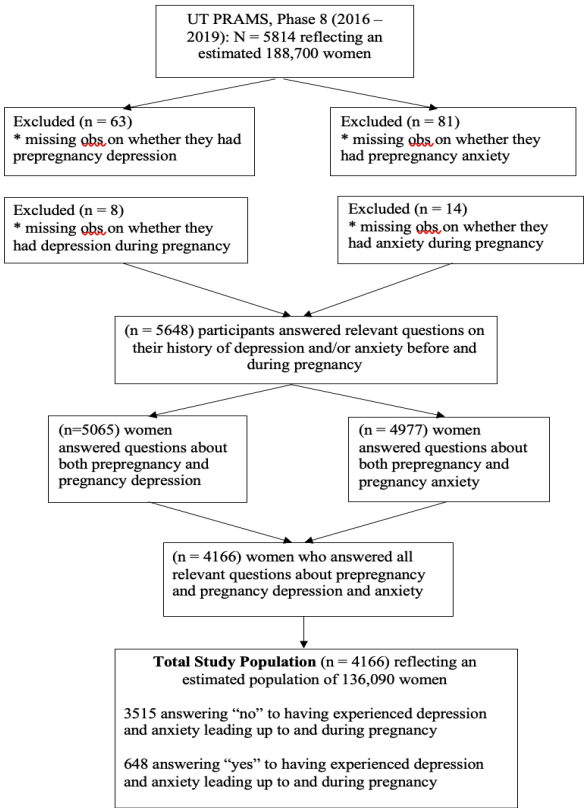 UT PRAMS, Phase 8 (2016 –
2019): N = 5814 reflecting an
estimated 188,700 women
Excluded (n = 63)
* missing obs on whether they had
prepregnancy depression
Excluded (n = 81)
* missing obs on whether they
had prepregnancy anxiety
Excluded (n = 8)
* missing obs on whether they
had depression during pregnancy
Excluded (n = 14)
* missing obs on whether they
had anxiety during pregnancy
(n = 5648) participants answered relevant questions on
their history of depression and/or anxiety before and
during pregnancy
(n=5065) women
answered questions about
both prepregnancy and
pregnancy depression
(n = 4977) women
answered questions about
both prepregnancy and
pregnancy anxiety
(n = 4166) women who answered all
relevant questions about prepregnancy
and pregnancy depression and anxiety
Total Study Population (n = 4166) reflecting an
estimated population of 136,090 women
3515 answering “no” to having experienced depression
and anxiety leading up to and during pregnancy
648 answering “yes” to having experienced depression
and anxiety leading up to and during pregnancy